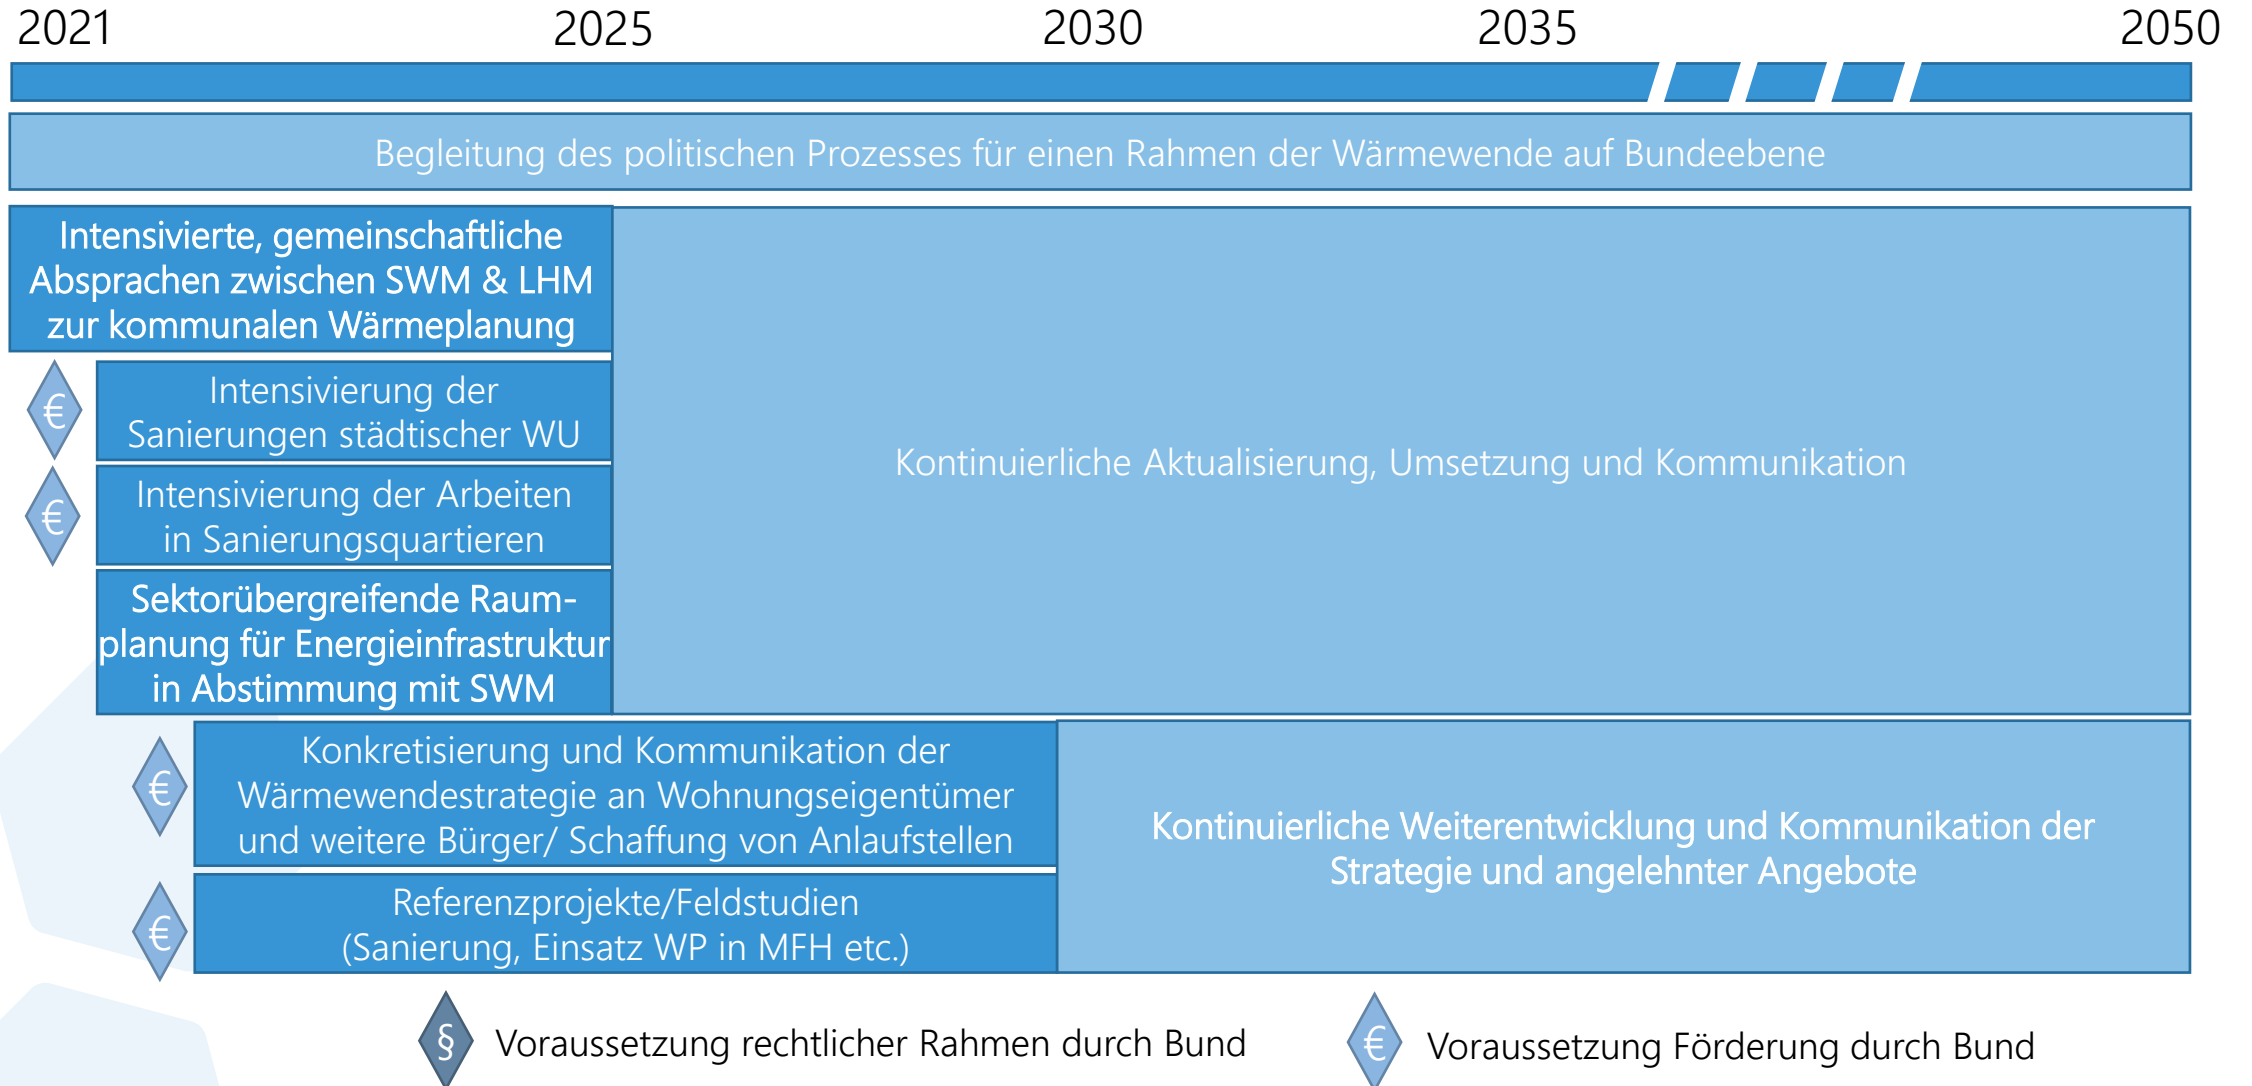 2021 2025 2030 2035 2050
Begleitung des politischen Prozesses für einen Rahmen der Wärmewende auf Bundeebene
Intensivierte, gemeinschaftliche
Absprachen zwischen SWM & LHM
zur kommunalen Wärmeplanung
€
Intensivierung der
Sanierungen städtischer WU
€
Intensivierung der Arbeiten
in Sanierungsquartieren
Sektorübergreifende Raum-
planung für Energieinfrastruktur
in Abstimmung mit SWM
Kontinuierliche Aktualisierung, Umsetzung und Kommunikation
€
Konkretisierung und Kommunikation der
Wärmewendestrategie an Wohnungseigentümer
und weitere Bürger/ Schaffung von Anlaufstellen
€
Referenzprojekte/Feldstudien
(Sanierung, Einsatz WP in MFH etc.)
Kontinuierliche Weiterentwicklung und Kommunikation der
Strategie und angelehnter Angebote
§ Voraussetzung rechtlicher Rahmen durch Bund
€ Voraussetzung Förderung durch Bund